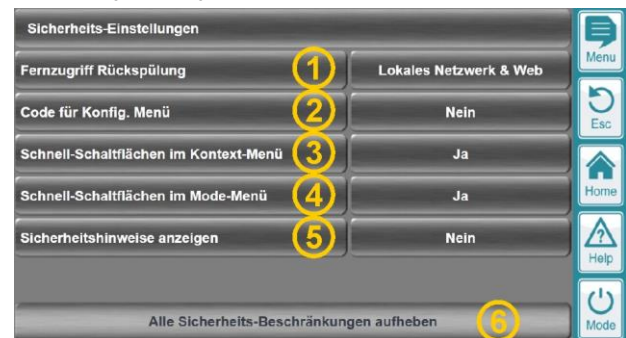 Sicherheits-Einstellungen
Menu
Fernzugriff Rückspülung 1 Lokales Netzwerk & Web
Code für Konfig. Menü 2 Nein
Esc
Schnell-Schaltflächen im Kontext-Menü 3 Ja
Schnell-Schaltflächen im Mode-Menü 4 Ja
Home
Sicherheitshinweise anzeigen 5 Nein
?
Help
Alle Sicherheits-Beschränkungen aufheben 6
Mode